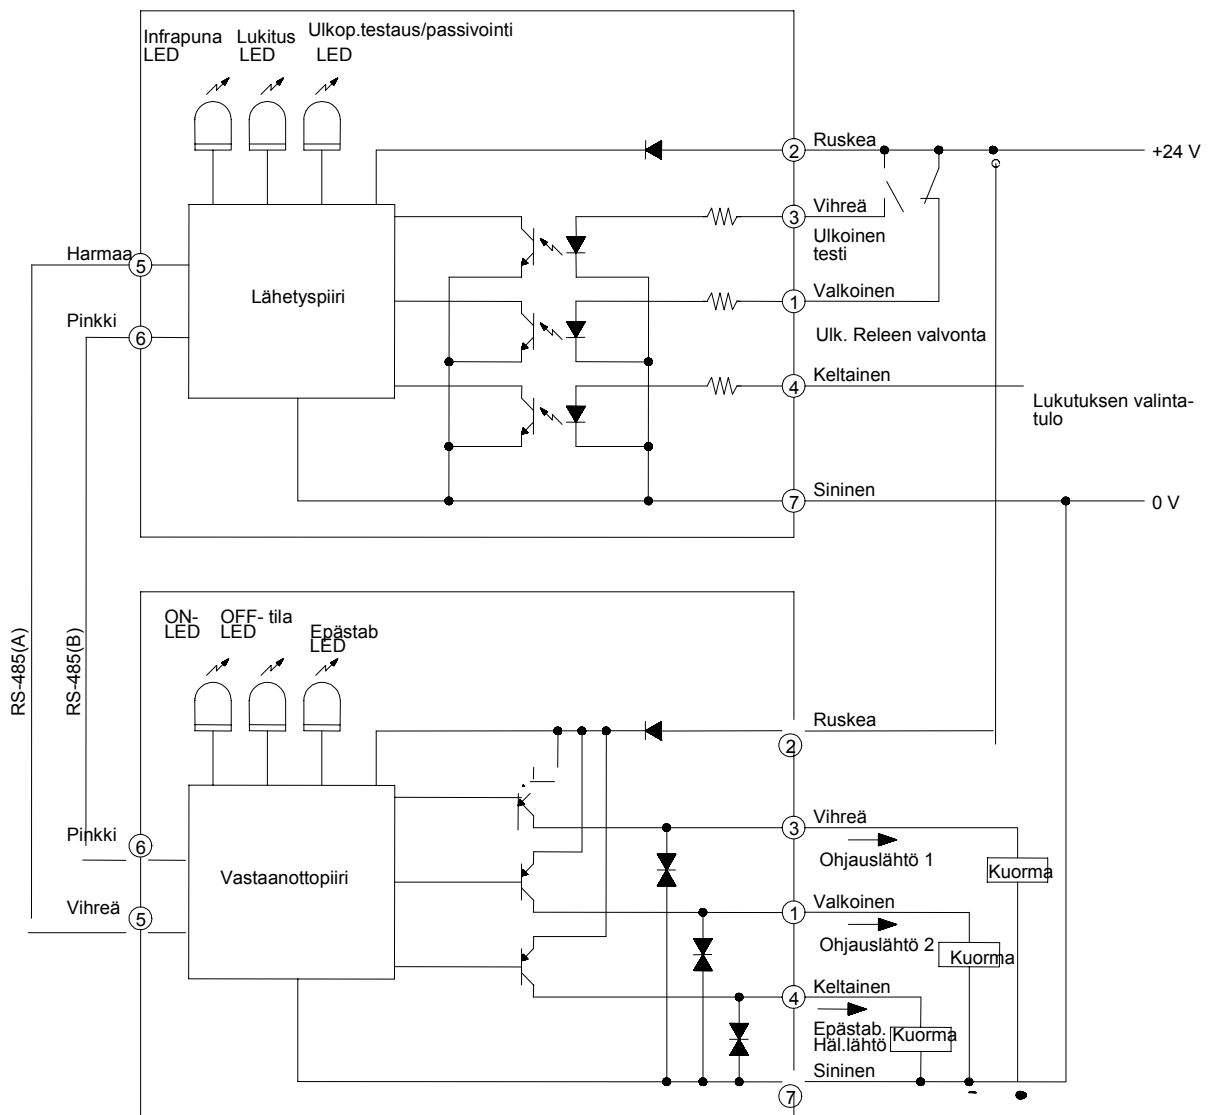 Infrapuna
LED
Lukitus
LED
Ulkop.testaus/passivointi
LED
2
Ruskea
+24 V
3
Vihreä
Ulkoinen
testi
Harmaa
5
Lähetyspiiri
1
Valkoinen
Pinkki
6
Ulk. Releen valvonta
4
Keltainen
Lukutuksen valinta-
tulo
7
Sininen
0 V
RS-485(A)
RS-485(B)
ON-
LED
OFF- tila
LED
Epästab
LED
Ruskea
2
Pinkki
6
3
Vihreä
Ohjauslähtö 1
Kuorma
Vastaanottopiiri
Vihreä
5
1
Valkoinen
Ohjauslähtö 2
Kuorma
4
Keltainen
Epästab.
Häl.lähtö
Kuorma
Sininen
7